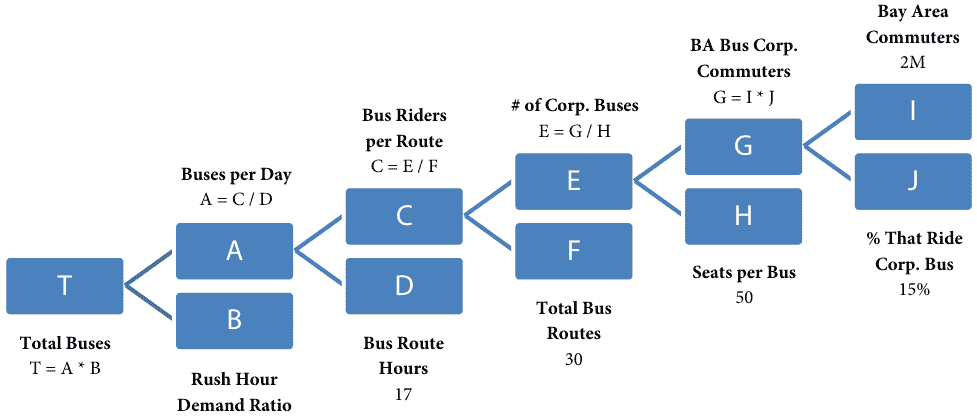 Bay Area
Commuters
2M
BA Bus Corp.
Commuters
G = I * J
# of Corp. Buses
E = G / H
Bus Riders
per Route
C = E / F
Buses per Day
A = C / D
I
G
J
E
H
C
F
A
D
T
B
% That Ride
Corp. Bus
15%
Seats per Bus
50
Total Bus
Routes
30
Total Buses
T = A * B
Bus Route
Hours
17
Rush Hour
Demand Ratio